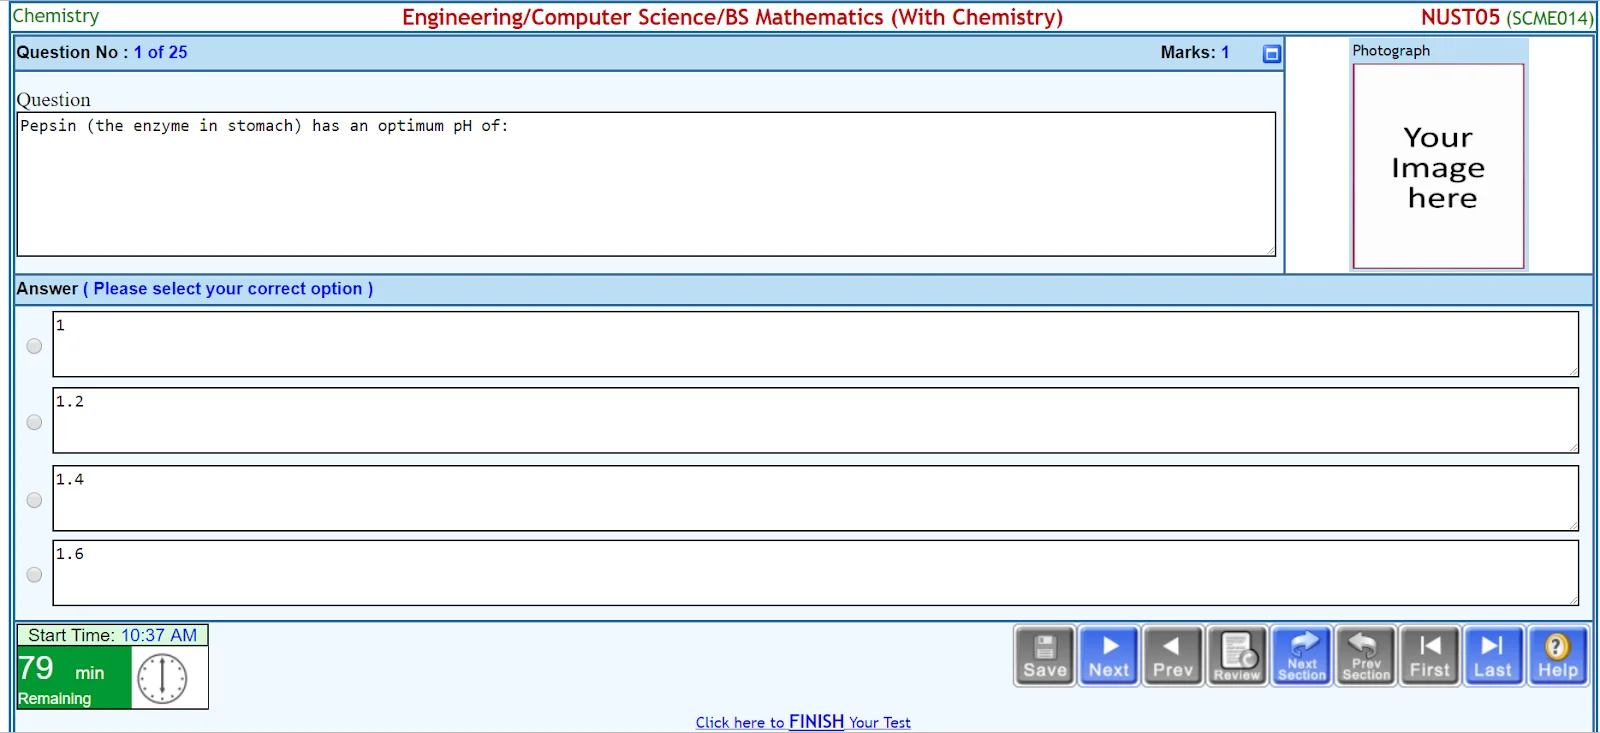 Chemistry
Engineering/Computer Science/BS Mathematics (With Chemistry)
NUST05 (SCME014)
Question No : 1 of 25
Marks: 1
Photograph
Question
Pepsin (the enzyme in stomach) has an optimum pH of:
Your
Image
here
Answer ( Please select your correct option )
1
1.2
1.4
1.6
Start Time: 10:37 AM
79 min
Remaining
Save
Next
Prev
Review
Next
Section
Prev
Section
First
Last
Help
Click here to FINISH Your Test